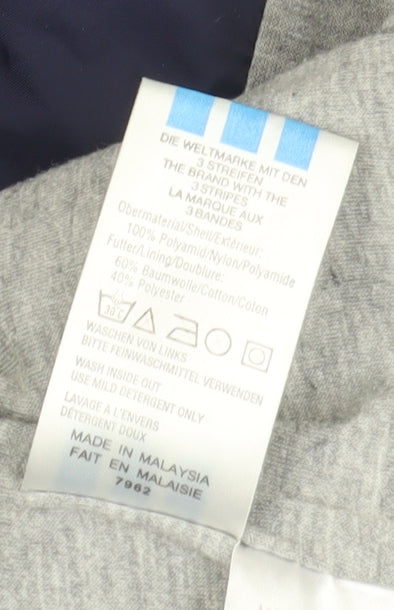 DIE WELTMARKE MIT DEN
3 STREIFEN
THE BRAND WITH THE
3 STRIPES
LA MARQUE AUX
3 BANDES
Obermaterial/Shell/Extérieur:
100% Polyamid/Nylon/Polyamide
Futter/Lining/Doublure:
60% Baumwolle/Cotton/Coton
40% Polyester
30°C
WASCHEN VON LINKS
BITTE FEINWASCHMITTEL VERWENDEN
WASH INSIDE OUT
USE MILD DETERGENT ONLY
LAVAGE A L'ENVERS
DÉTERGENT DOUX
MADE IN MALAYSIA
FAIT EN MALAISIE
7962